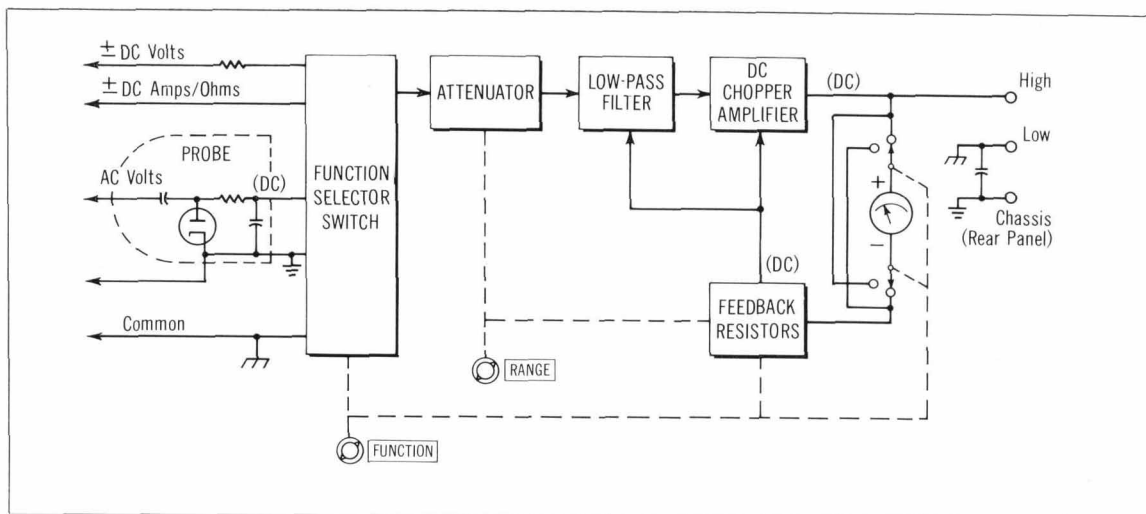 ± DC Volts
± DC Amps/Ohms
PROBE
AC Volts
(DC)
Common
FUNCTION
SELECTOR
SWITCH
ATTENUATOR
LOW-PASS
FILTER
DC
CHOPPER
AMPLIFIER
(DC)
High
Low
Chassis
(Rear Panel)
+
−
(DC)
FEEDBACK
RESISTORS
RANGE
FUNCTION